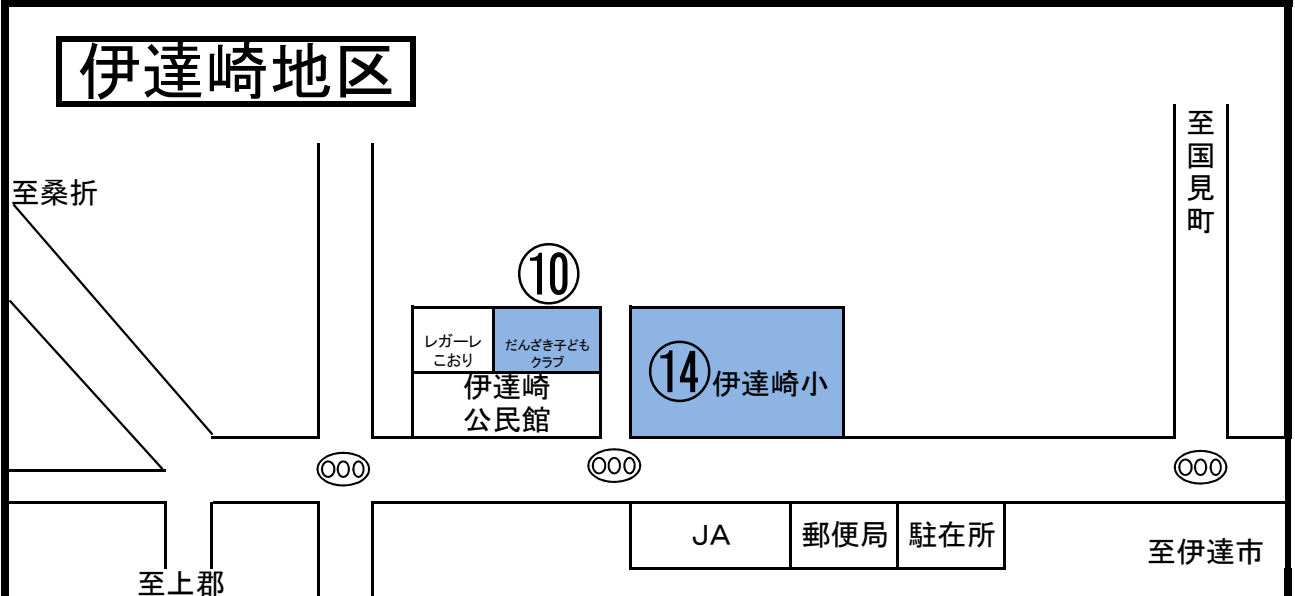 伊達崎地区
至国見町
至桑折
⑩
レガーレ
こおり
だんざき子ども
クラブ
伊達崎
公民館
⑭伊達崎小
JA
郵便局
駐在所
至伊達市
至上郡